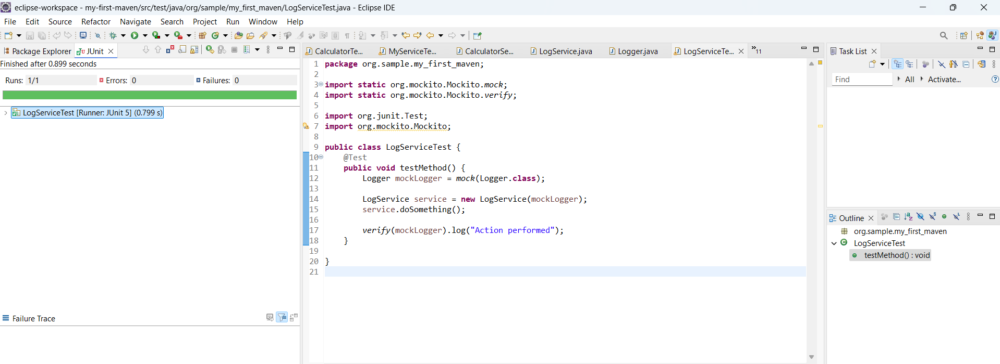 eclipse-workspace - my-first-maven/src/test/java/org/sample/my_first_maven/LogServiceTest.java - Eclipse IDE
File Edit Source Refactor Navigate Search Project Run Window Help
Package Explorer JUnit
Finished after 0.899 seconds
Runs: 1/1 Errors: 0 Failures: 0
LogServiceTest [Runner: JUnit 5] (0.799 s)
Failure Trace
CalculatorTe... MyServiceTe... CalculatorSe... LogService.java Logger.java LogServiceTe... »11
1 package org.sample.my_first_maven;
2
3 import static org.mockito.Mockito.mock;
4 import static org.mockito.Mockito.verify;
5
6 import org.junit.Test;
7 import org.mockito.Mockito;
8
9 public class LogServiceTest {
10 @Test
11 public void testMethod() {
12 Logger mockLogger = mock(Logger.class);
13
14 LogService service = new LogService(mockLogger);
15 service.doSomething();
16
17 verify(mockLogger).log("Action performed");
18 }
19
20 }
21
Task List
Find All Activate...
Outline
org.sample.my_first_maven
LogServiceTest
testMethod() : void